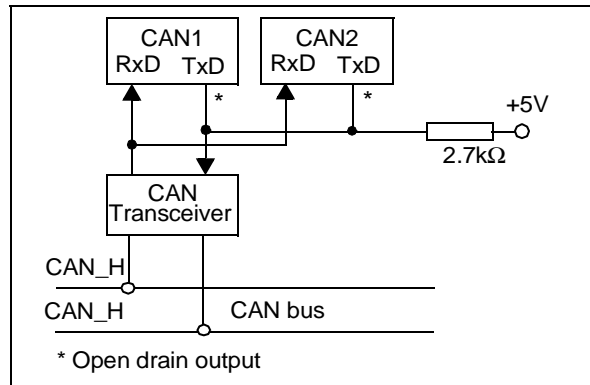 CAN1
RxD TxD
*
CAN2
RxD TxD
*
+5V
2.7kΩ
CAN
Transceiver
CAN_H
CAN_H
CAN bus
* Open drain output